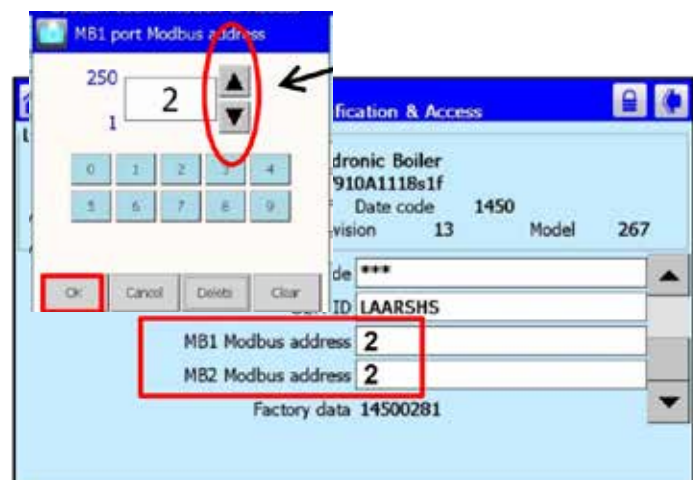 MB1 port Modbus address
250
2
1
0 1 2 3 4
5 6 7 8 9
OK Cancel Delete Clear
fication & Access
dronic Boiler
910A1118s1f
Date code 1450
vision 13 Model 267
de ***
ID LAARSHS
MB1 Modbus address 2
MB2 Modbus address 2
Factory data 14500281